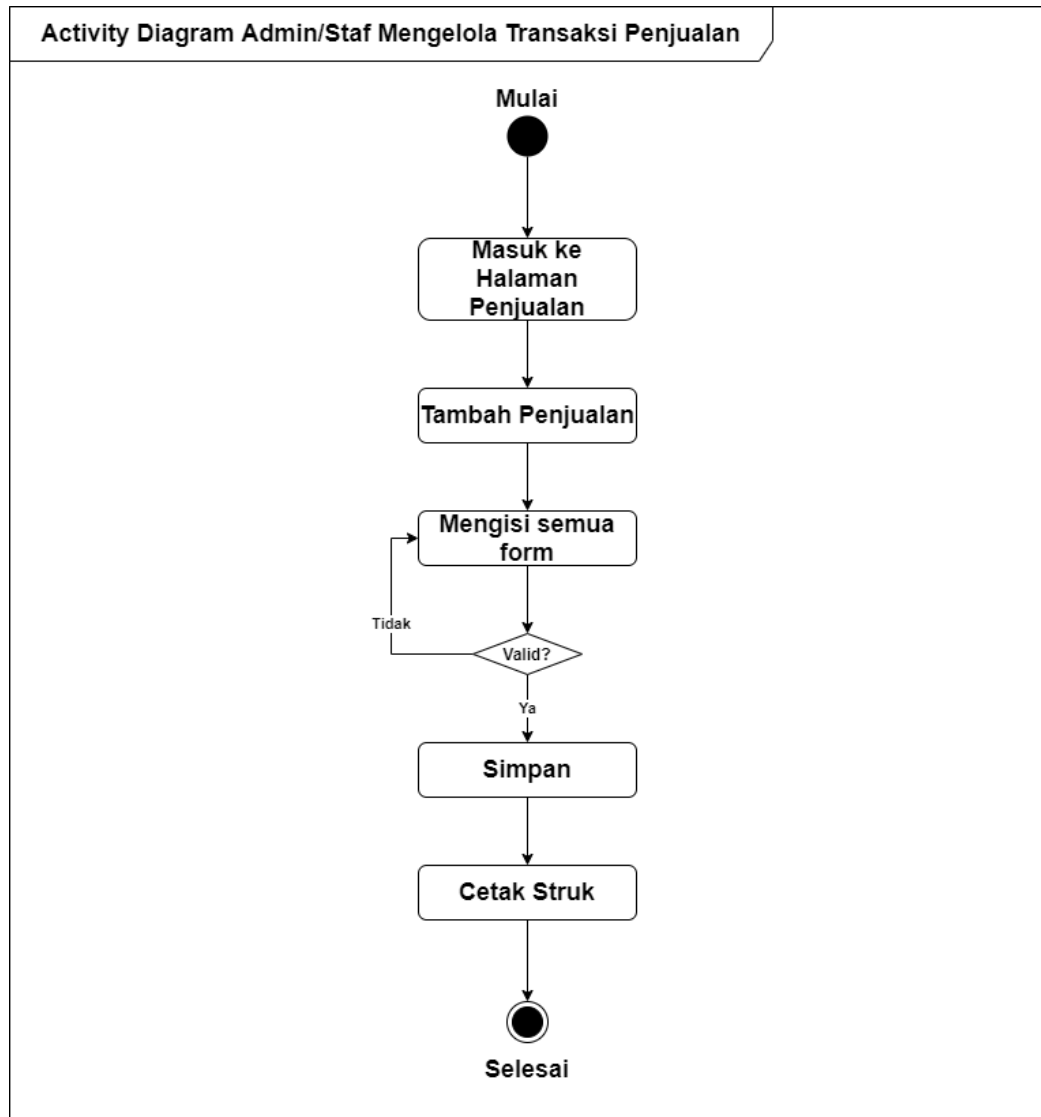 Activity Diagram Admin/Staf Mengelola Transaksi Penjualan
Mulai
Masuk ke
Halaman
Penjualan
Tambah Penjualan
Mengisi semua
form
Tidak
Valid?
Ya
Simpan
Cetak Struk
Selesai